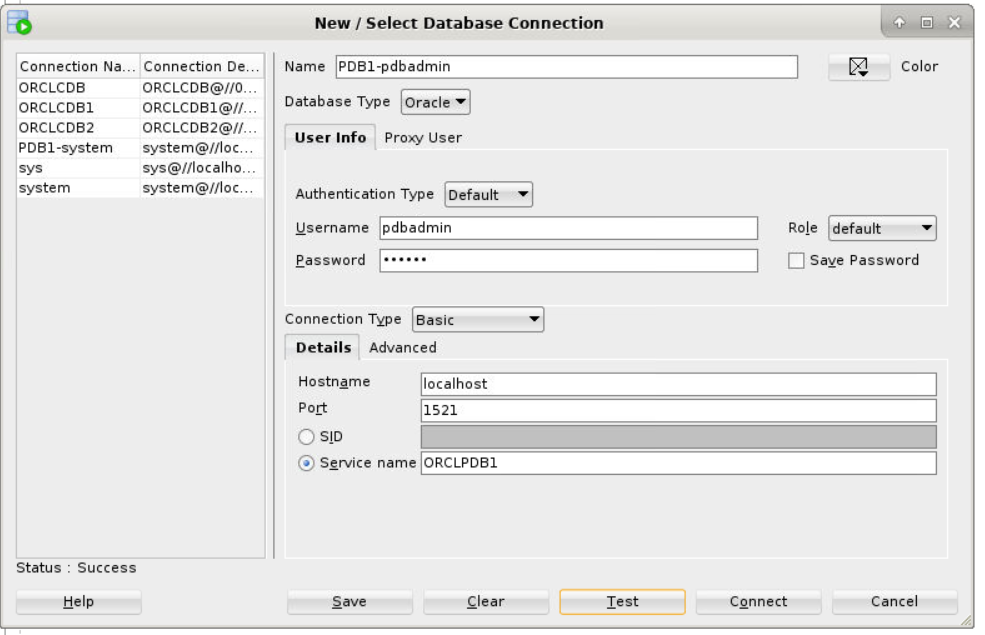 New / Select Database Connection
Connection Na... Connection De...
ORCLCDB ORCLCDB@//0...
ORCLCDB1 ORCLCDB1@//...
ORCLCDB2 ORCLCDB2@//...
PDB1-system system@//loc...
sys sys@//localho...
system system@//loc...
Name PDB1-pdbadmin Color
Database Type Oracle
User Info Proxy User
Authentication Type Default
Username pdbadmin Role default
Password •••••• Save Password
Connection Type Basic
Details Advanced
Hostname localhost
Port 1521
SID
Service name ORCLPDB1
Status : Success
Help Save Clear Test Connect Cancel